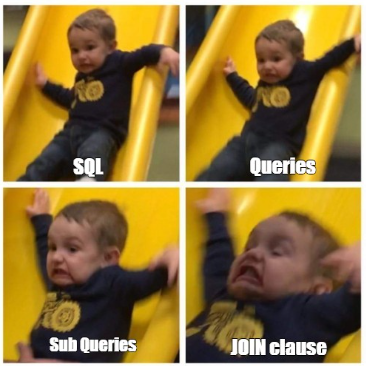 SQL
Queries
Sub Queries
JOIN clause